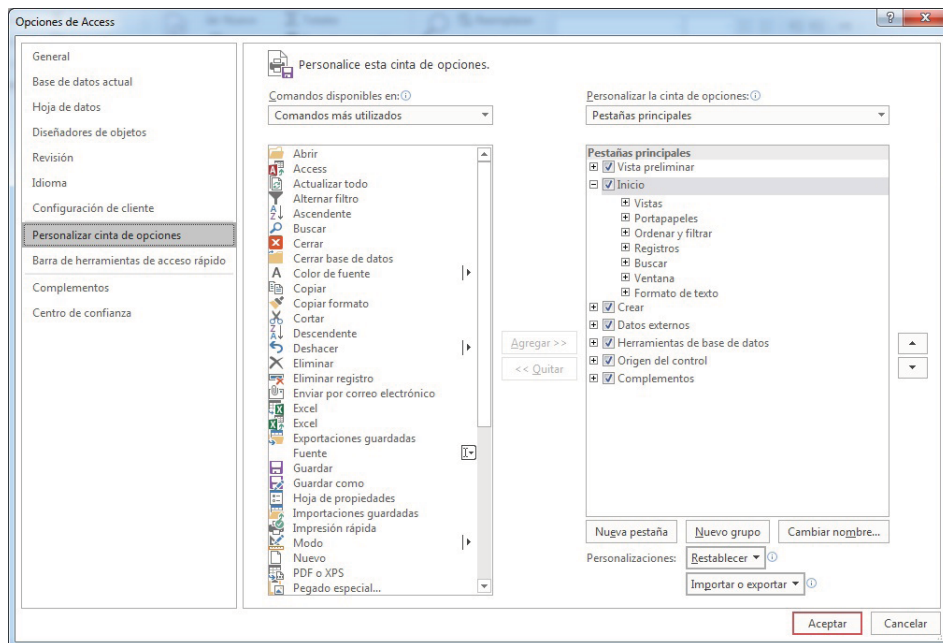 Opciones de Access
General
Base de datos actual
Hoja de datos
Diseñadores de objetos
Revisión
Idioma
Configuración de cliente
Personalizar cinta de opciones
Barra de herramientas de acceso rápido
Complementos
Centro de confianza
Personalice esta cinta de opciones.
Comandos disponibles en:
Comandos más utilizados
Abrir
Access
Actualizar todo
Alternar filtro
Ascendente
Buscar
Cerrar
Cerrar base de datos
Color de fuente
Copiar
Copiar formato
Cortar
Descendente
Deshacer
Eliminar
Eliminar registro
Enviar por correo electrónico
Excel
Excel
Exportaciones guardadas
Fuente
Guardar
Guardar como
Hoja de propiedades
Importaciones guardadas
Impresión rápida
Modo
Nuevo
PDF o XPS
Pegado especial...
Agregar >>
<< Quitar
Personalizar la cinta de opciones:
Pestañas principales
Pestañas principales
Vista preliminar
Inicio
Vistas
Portapapeles
Ordenar y filtrar
Registros
Buscar
Ventana
Formato de texto
Crear
Datos externos
Herramientas de base de datos
Origen del control
Complementos
Nueva pestaña
Nuevo grupo
Cambiar nombre...
Personalizaciones:
Restablecer
Importar o exportar
Aceptar
Cancelar